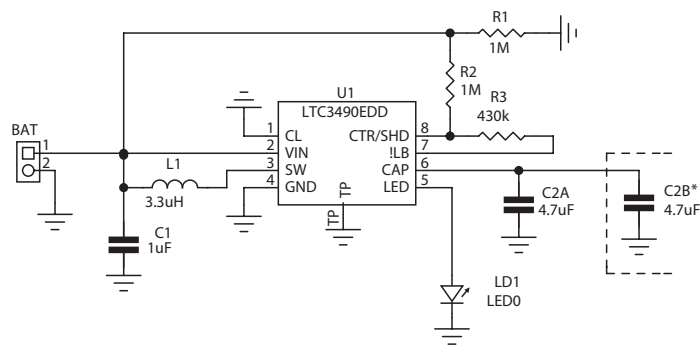 R1
1M
R2
1M
R3
430k
U1
LTC3490EDD
BAT
1
2
1
2
3
4
CL
VIN
SW
GND
CTR/SHD
!LB
CAP
LED
8
7
6
5
TP
TP
L1
3.3uH
C1
1uF
C2A
4.7uF
C2B*
4.7uF
LD1
LED0